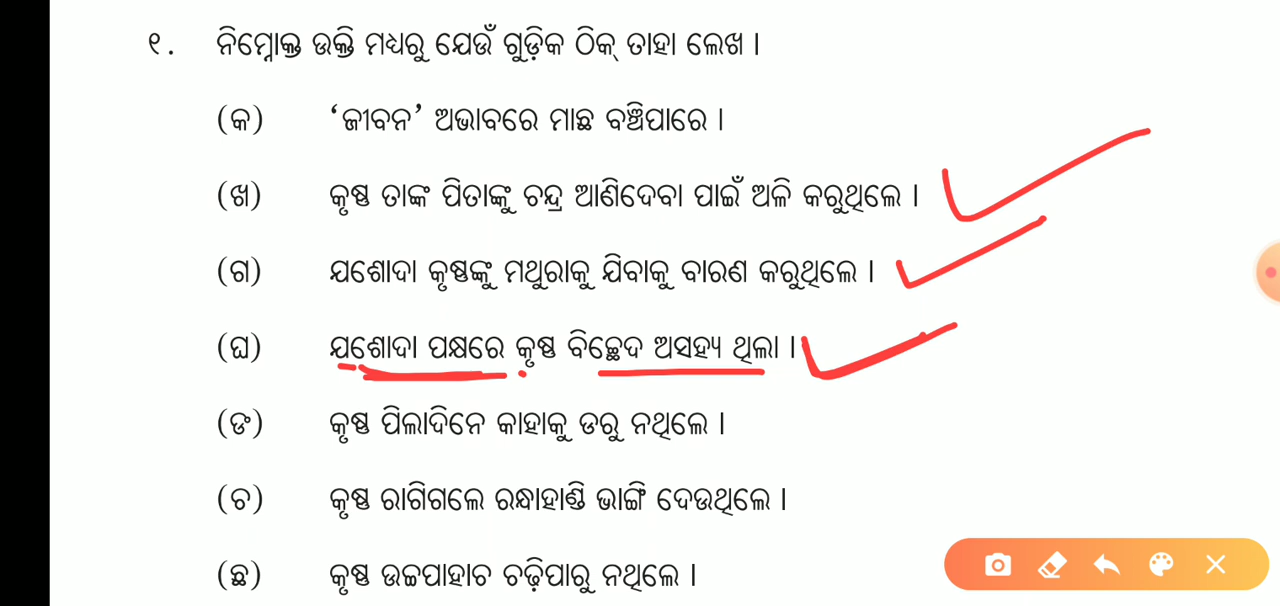 ୧. ନିମ୍ନୋକ୍ତ ଉକ୍ତି ମଧ୍ୟରୁ ଯେଉଁ ଗୁଡ଼ିକ ଠିକ୍ ତାହା ଲେଖ ।
(କ) ‘ଜୀବନ’ ଅଭାବରେ ମାଛ ବଞ୍ଚିପାରେ ।
(ଖ) କୃଷ୍ଣ ତାଙ୍କ ପିତାଙ୍କୁ ଚନ୍ଦ୍ର ଆଣିଦେବା ପାଇଁ ଅଳି କରୁଥିଲେ ।
(ଗ) ଯଶୋଦା କୃଷ୍ଣଙ୍କୁ ମଥୁରାକୁ ଯିବାକୁ ବାରଣ କରୁଥିଲେ ।
(ଘ) ଯଶୋଦା ପକ୍ଷରେ କୃଷ୍ଣ ବିଚ୍ଛେଦ ଅସହ୍ୟ ଥିଲା ।
(ଙ) କୃଷ୍ଣ ପିଲାଦିନେ କାହାକୁ ଡରୁ ନଥିଲେ ।
(ଚ) କୃଷ୍ଣ ରାଗିଗଲେ ରନ୍ଧାହାଣ୍ଡି ଭାଙ୍ଗି ଦେଉଥିଲେ ।
(ଛ) କୃଷ୍ଣ ଉଚ୍ଚପାହାଚ ଚଢ଼ିପାରୁ ନଥିଲେ ।